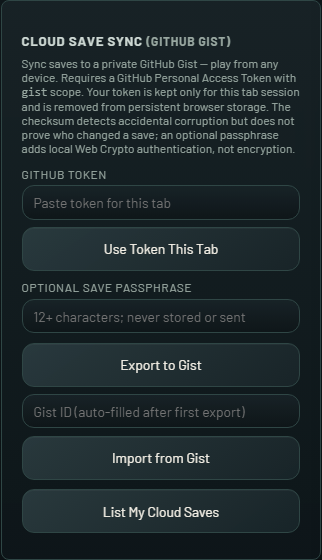 CLOUD SAVE SYNC (GITHUB GIST)
Sync saves to a private GitHub Gist — play from any
device. Requires a GitHub Personal Access Token with
gist scope. Your token is kept only for this tab session
and is removed from persistent browser storage. The
checksum detects accidental corruption but does not
prove who changed a save; an optional passphrase
adds local Web Crypto authentication, not encryption.
GITHUB TOKEN
Paste token for this tab
Use Token This Tab
OPTIONAL SAVE PASSPHRASE
12+ characters; never stored or sent
Export to Gist
Gist ID (auto-filled after first export)
Import from Gist
List My Cloud Saves